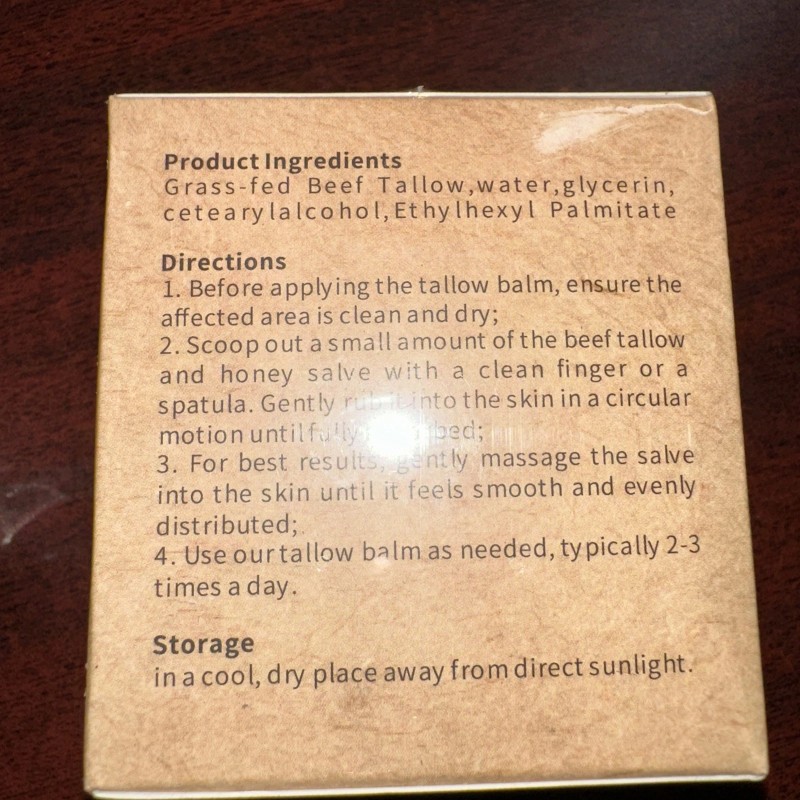 Product Ingredients
Grass-fed Beef Tallow,water,glycerin,
cetearylalcohol,Ethylhexyl Palmitate
Directions
1. Before applying the tallow balm, ensure the
affected area is clean and dry;
2. Scoop out a small amount of the beef tallow
and honey salve with a clean finger or a
spatula. Gently rub it into the skin in a circular
motion until fully
3. For best results, gently massage the salve
into the skin until it feels smooth and evenly
distributed;
4. Use our tallow balm as needed, typically 2-3
times a day.
Storage
in a cool, dry place away from direct sunlight.